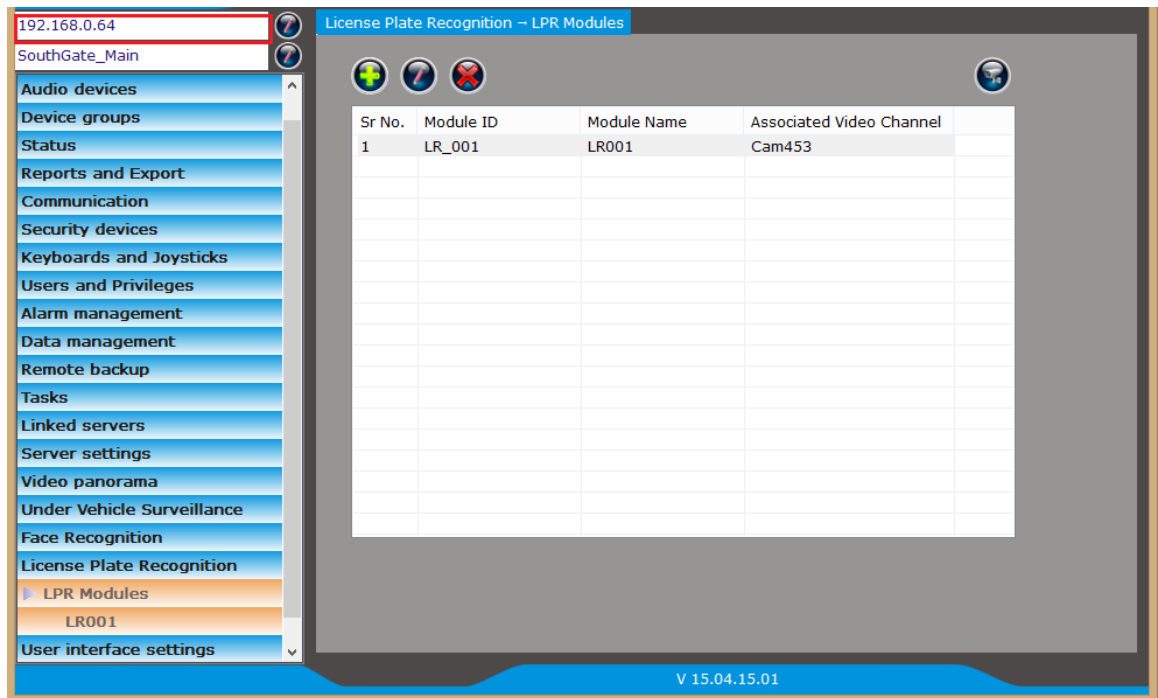 192.168.0.64
SouthGate_Main
Audio devices
Device groups
Status
Reports and Export
Communication
Security devices
Keyboards and Joysticks
Users and Privileges
Alarm management
Data management
Remote backup
Tasks
Linked servers
Server settings
Video panorama
Under Vehicle Surveillance
Face Recognition
License Plate Recognition
LPR Modules
LR001
User interface settings
License Plate Recognition → LPR Modules
Sr No. Module ID Module Name Associated Video Channel
1 LR_001 LR001 Cam453
V 15.04.15.01